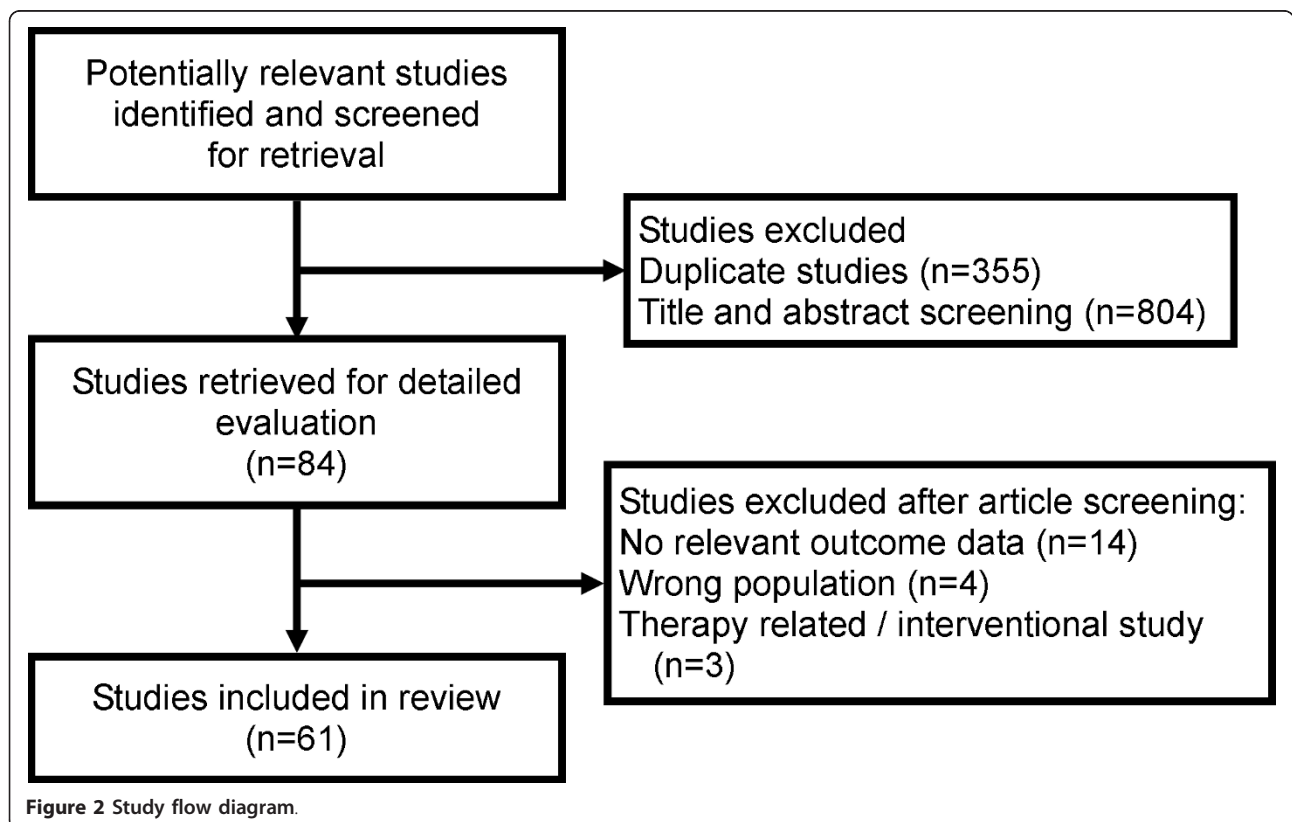 Potentially relevant studies
identified and screened
for retrieval
Studies excluded
Duplicate studies (n=355)
Title and abstract screening (n=804)
Studies retrieved for detailed
evaluation
(n=84)
Studies excluded after article screening:
No relevant outcome data (n=14)
Wrong population (n=4)
Therapy related / interventional study
(n=3)
Studies included in review
(n=61)
Figure 2 Study flow diagram.